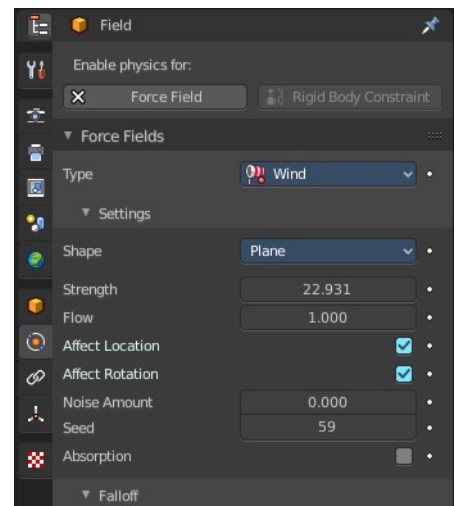 Field
Enable physics for:
Force Field
Rigid Body Constraint
Force Fields
Type
Wind
Settings
Shape
Plane
Strength
22.931
Flow
1.000
Affect Location
Affect Rotation
Noise Amount
0.000
Seed
59
Absorption
Falloff